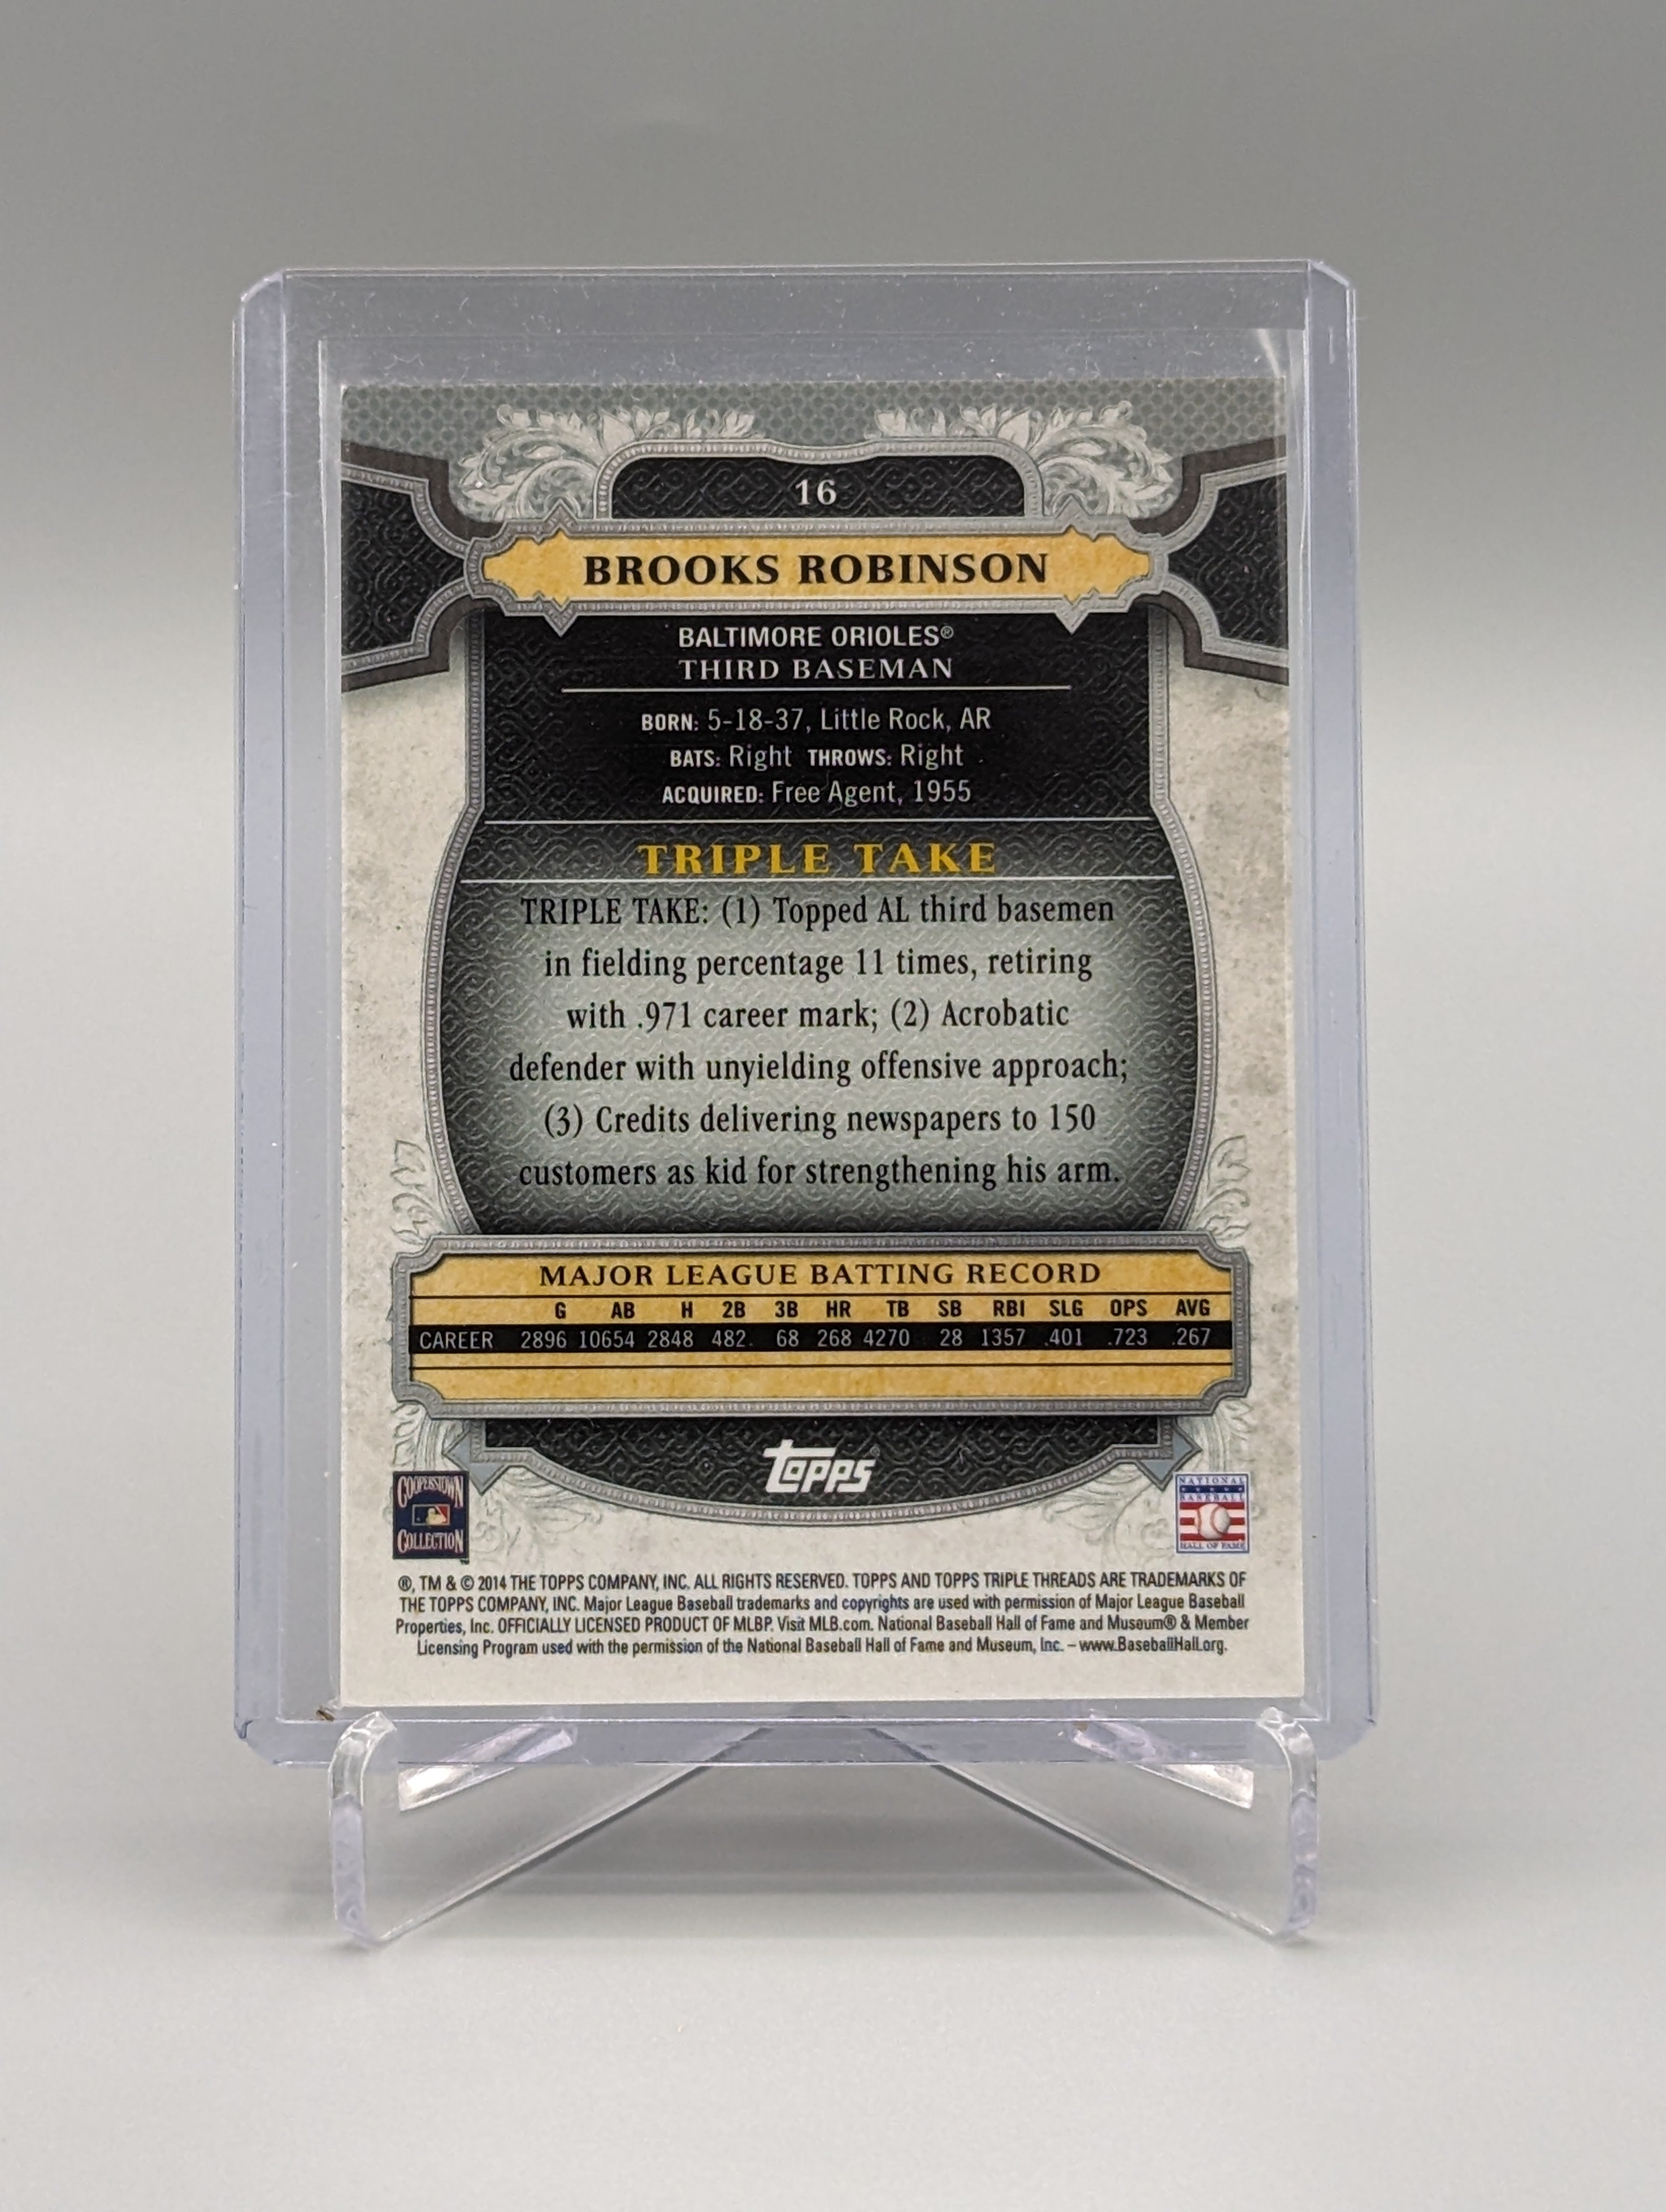 16
BROOKS ROBINSON
BALTIMORE ORIOLES®
THIRD BASEMAN
BORN: 5-18-37, Little Rock, AR
BATS: Right THROWS: Right
ACQUIRED: Free Agent, 1955
TRIPLE TAKE
TRIPLE TAKE: (1) Topped AL third basemen
in fielding percentage 11 times, retiring
with .971 career mark; (2) Acrobatic
defender with unyielding offensive approach;
(3) Credits delivering newspapers to 150
customers as kid for strengthening his arm.
MAJOR LEAGUE BATTING RECORD
G AB H 2B 3B HR TB SB RBI SLG OPS AVG
CAREER 2896 10654 2848 482 68 268 4270 28 1357 .401 .723 .267
topps®
COOPERSTOWN
COLLECTION™
NATIONAL
BASEBALL
HALL OF FAME
®, TM & © 2014 THE TOPPS COMPANY, INC. ALL RIGHTS RESERVED. TOPPS AND TOPPS TRIPLE THREADS ARE TRADEMARKS OF
THE TOPPS COMPANY, INC. Major League Baseball trademarks and copyrights are used with permission of Major League Baseball
Properties, Inc. OFFICIALLY LICENSED PRODUCT OF MLBP. Visit MLB.com. National Baseball Hall of Fame and Museum® & Member
Licensing Program used with the permission of the National Baseball Hall of Fame and Museum, Inc. – www.BaseballHall.org.